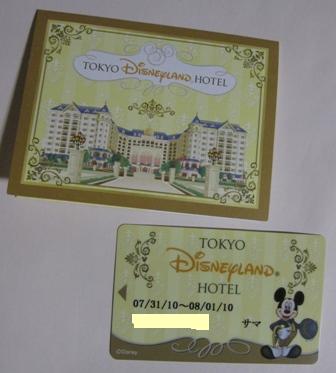 TOKYO DISNEYLAND HOTEL
TOKYO
DISNEYLAND®
HOTEL
07/31/10～08/01/10
サマ
©Disney